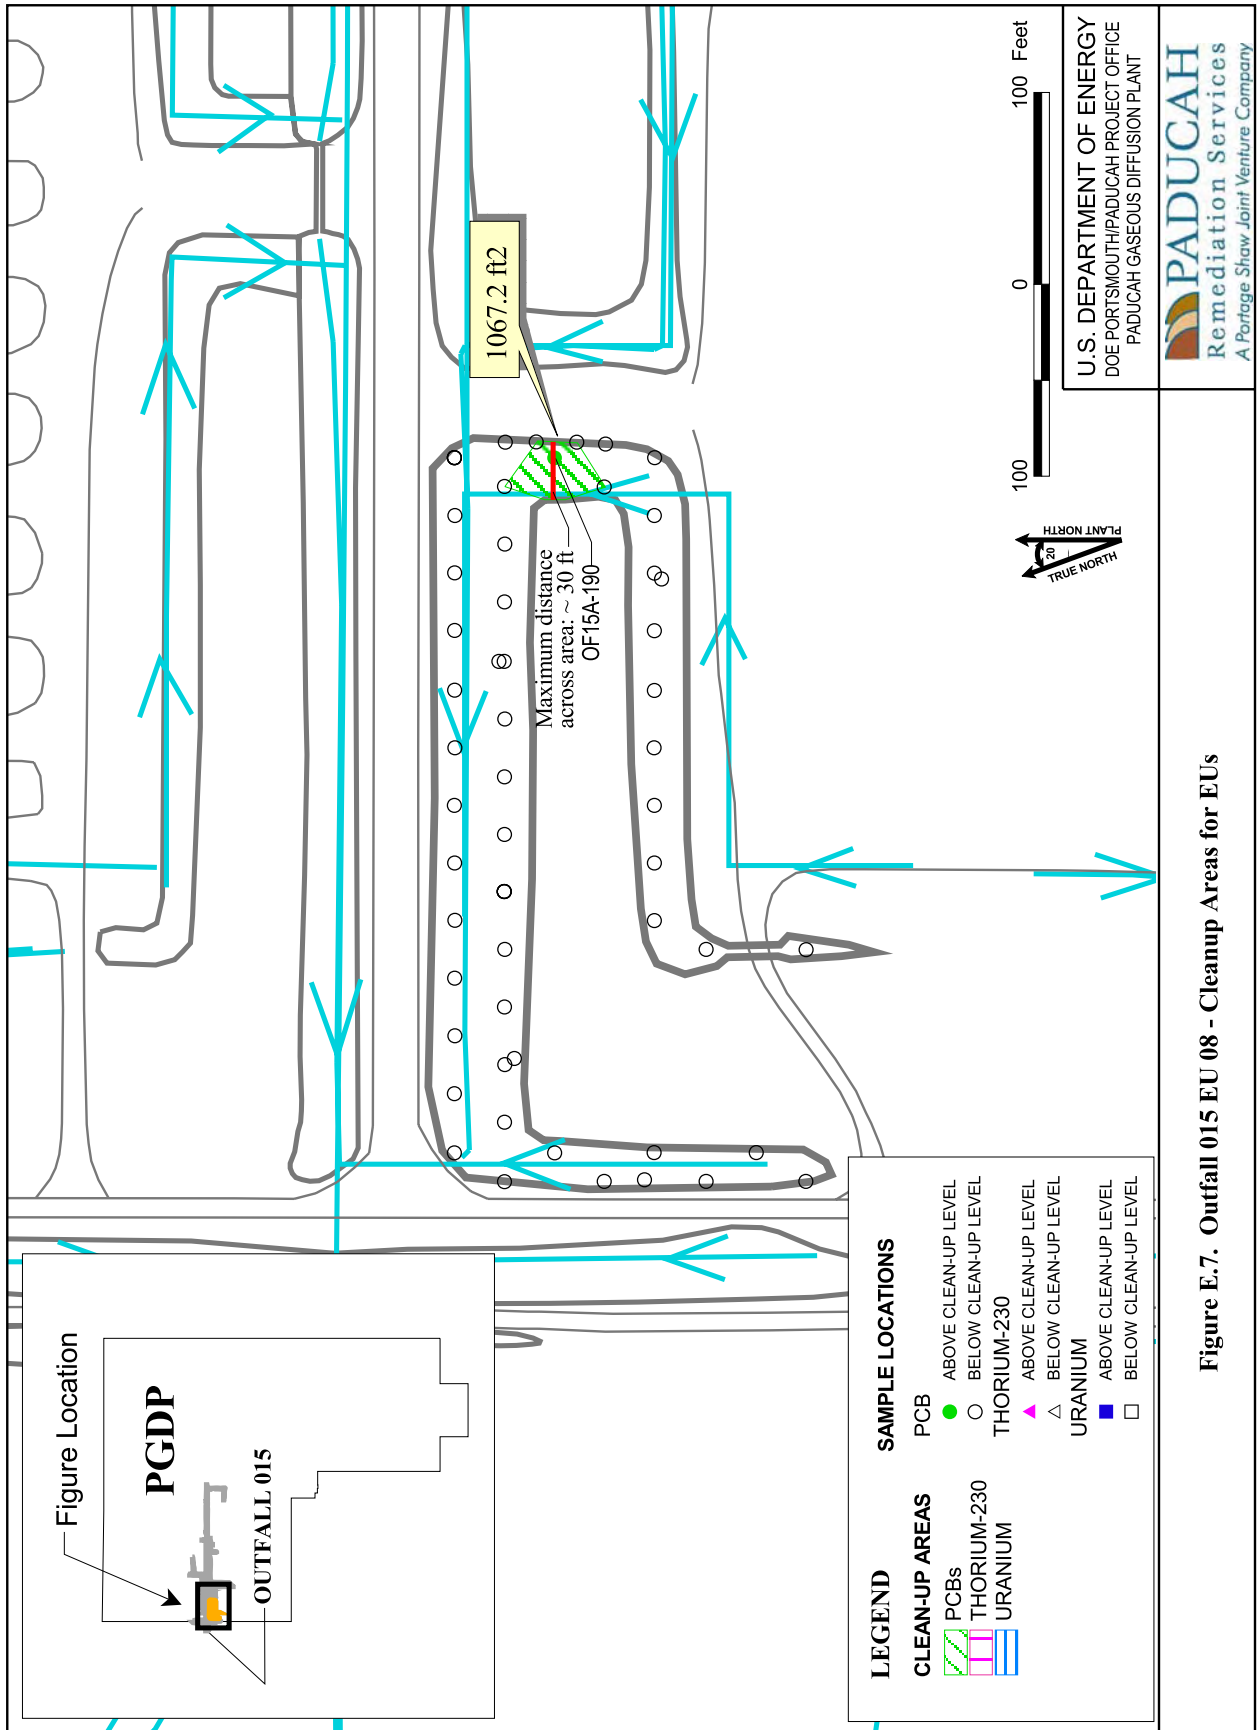 Figure Location
PGDP
OUTFALL 015
1067.2 ft2
Maximum distance
across area: ~ 30 ft
OF15A-190
LEGEND
CLEAN-UP AREAS
PCBs
THORIUM-230
URANIUM
SAMPLE LOCATIONS
PCB
ABOVE CLEAN-UP LEVEL
BELOW CLEAN-UP LEVEL
THORIUM-230
ABOVE CLEAN-UP LEVEL
BELOW CLEAN-UP LEVEL
URANIUM
ABOVE CLEAN-UP LEVEL
BELOW CLEAN-UP LEVEL
PLANT NORTH
20
TRUE NORTH
100 0 100 Feet
U.S. DEPARTMENT OF ENERGY
DOE PORTSMOUTH/PADUCAH PROJECT OFFICE
PADUCAH GASEOUS DIFFUSION PLANT
PADUCAH
Remediation Services
A Portage Shaw Joint Venture Company
Figure E.7. Outfall 015 EU 08 - Cleanup Areas for EUs